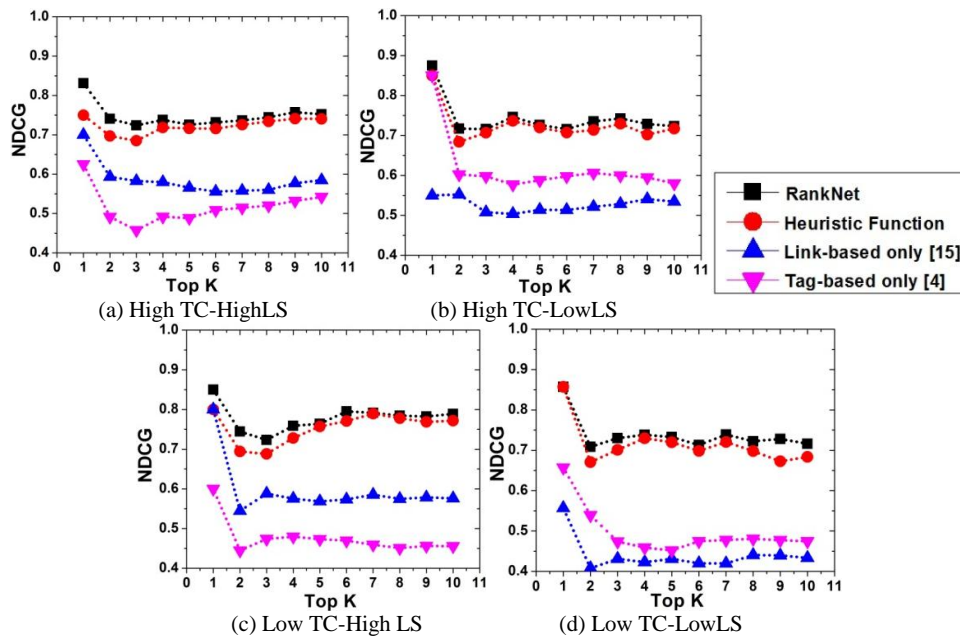 1.0
0.9
0.8
0.7
0.6
0.5
0.4
NDCG
0 1 2 3 4 5 6 7 8 9 10 11
Top K
(a) High TC-HighLS
1.0
0.9
0.8
0.7
0.6
0.5
0.4
NDCG
0 1 2 3 4 5 6 7 8 9 10 11
Top K
(b) High TC-LowLS
RankNet
Heuristic Function
Link-based only [15]
Tag-based only [4]
1.0
0.9
0.8
0.7
0.6
0.5
0.4
NDCG
0 1 2 3 4 5 6 7 8 9 10 11
Top K
(c) Low TC-High LS
1.0
0.9
0.8
0.7
0.6
0.5
0.4
NDCG
0 1 2 3 4 5 6 7 8 9 10 11
Top K
(d) Low TC-LowLS